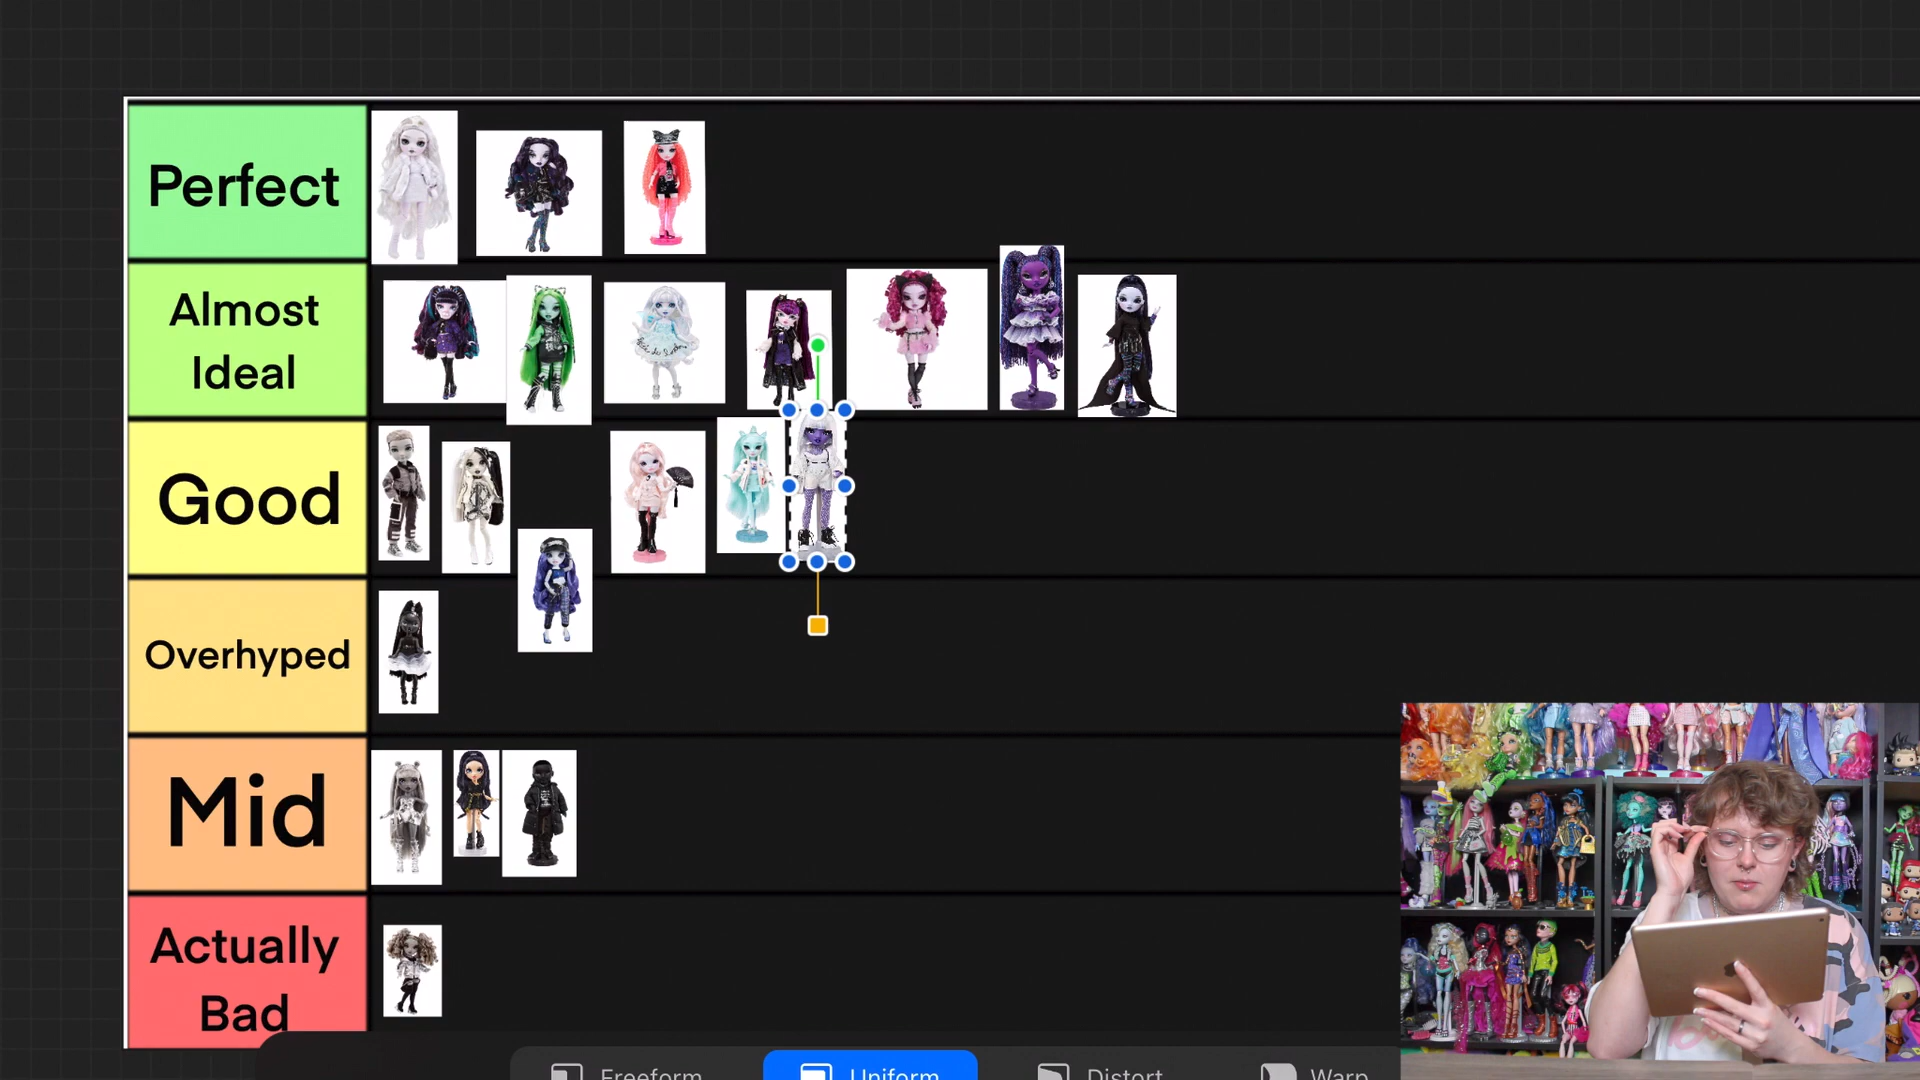 Perfect
Almost
Ideal
Good
Overhyped
Mid
Actually
Bad
Freeform
Uniform
Distort
Warp